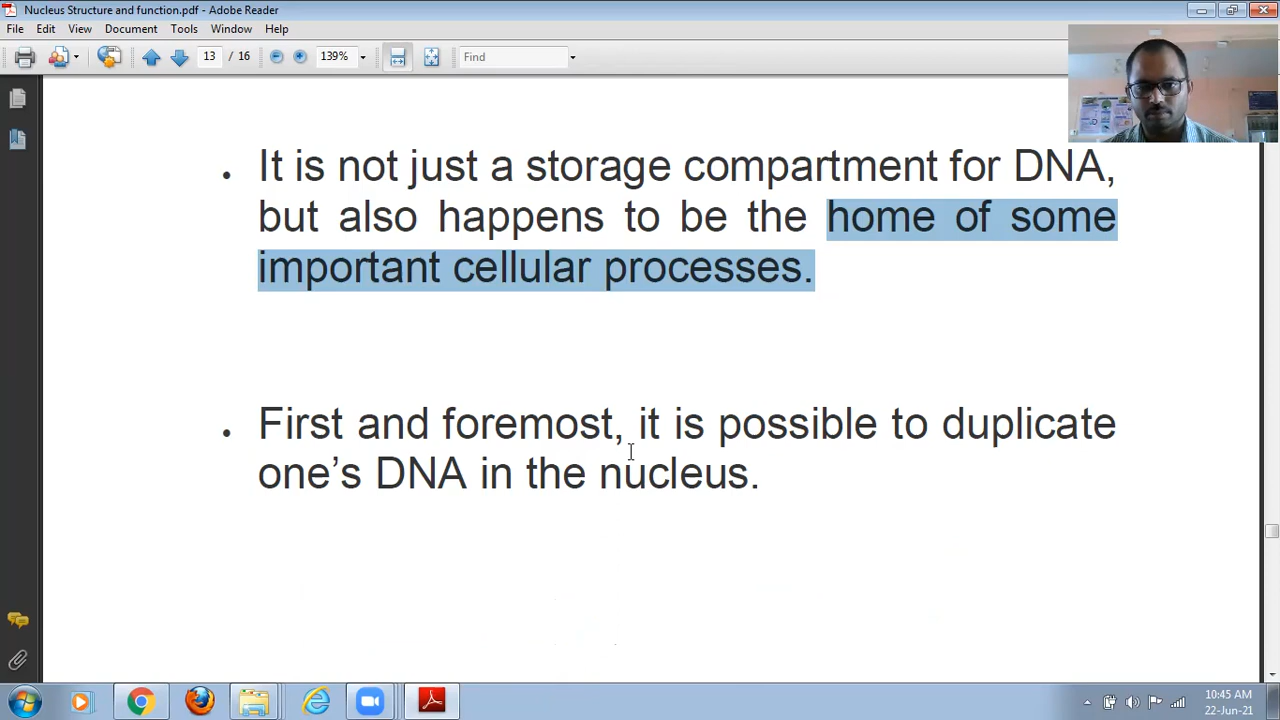 Nucleus Structure and function.pdf - Adobe Reader
File Edit View Document Tools Window Help
13 / 16 139% Find
• It is not just a storage compartment for DNA,
but also happens to be the home of some
important cellular processes.
• First and foremost, it is possible to duplicate
one’s DNA in the nucleus.
10:45 AM
22-Jun-21